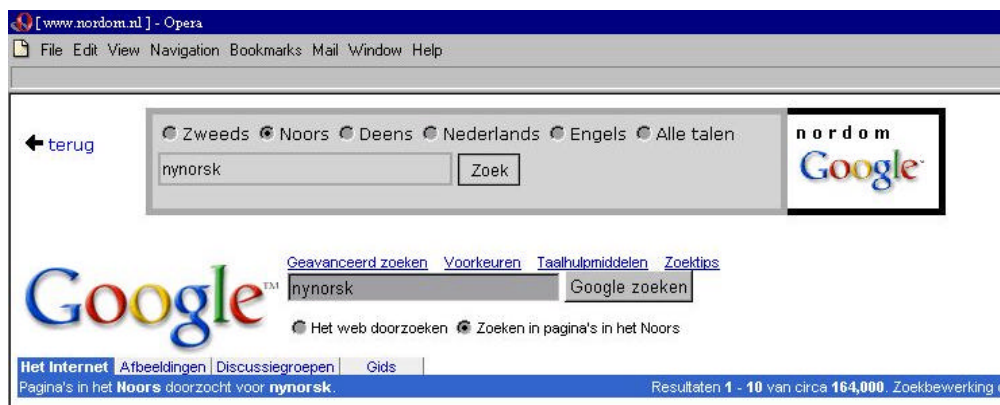 [ www.nordom.nl ] - Opera
File Edit View Navigation Bookmarks Mail Window Help
terug
Zweeds Noors Deens Nederlands Engels Alle talen
nynorsk Zoek
nordom
Google
Geavanceerd zoeken Voorkeuren Taalhulpmiddelen Zoektips
Google™
nynorsk Google zoeken
Het web doorzoeken Zoeken in pagina's in het Noors
Het Internet Afbeeldingen Discussiegroepen Gids
Pagina's in het Noors doorzocht voor nynorsk. Resultaten 1 - 10 van circa 164,000. Zoekbewerking